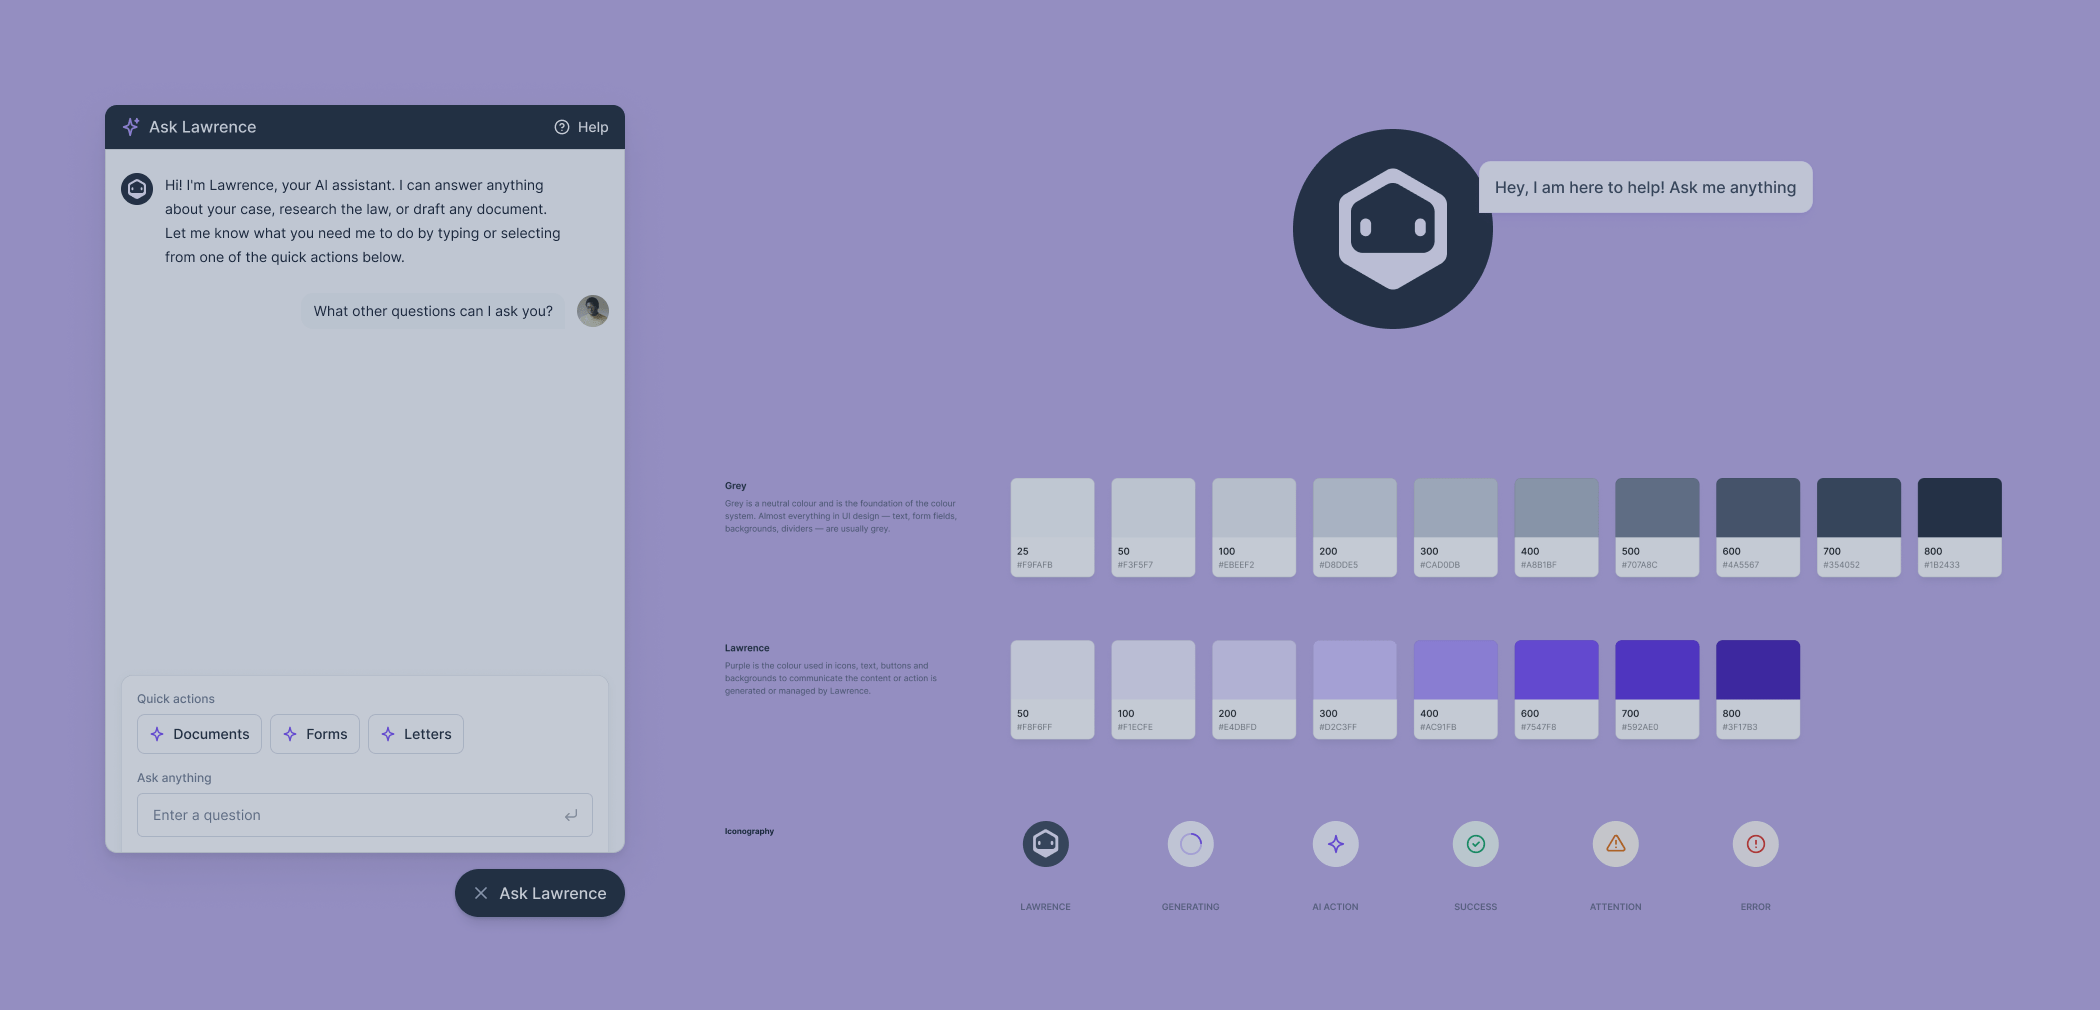 Ask Lawrence
Help
Hi! I'm Lawrence, your AI assistant. I can answer anything
about your case, research the law, or draft any document.
Let me know what you need me to do by typing or selecting
from one of the quick actions below.
What other questions can I ask you?
Quick actions
Documents
Forms
Letters
Ask anything
Enter a question
Ask Lawrence
Hey, I am here to help! Ask me anything
Grey
Grey is a neutral colour and is the foundation of the colour
system. Almost everything in UI design — text, form fields,
backgrounds, dividers — are usually grey.
25
#F9FAFB
50
#F3F5F7
100
#EBEEF2
200
#D8DDE5
300
#CAD0DB
400
#A8B1BF
500
#707A8C
600
#4A5567
700
#354052
800
#1B2433
Lawrence
Purple is the colour used in icons, text, buttons and
backgrounds to communicate the content or action is
generated or managed by Lawrence.
50
#F8F6FF
100
#F1ECFE
200
#E4DBFD
300
#D2C3FF
400
#AC91FB
600
#7547FB
700
#592AE0
800
#3F17B3
Iconography
LAWRENCE
GENERATING
AI ACTION
SUCCESS
ATTENTION
ERROR